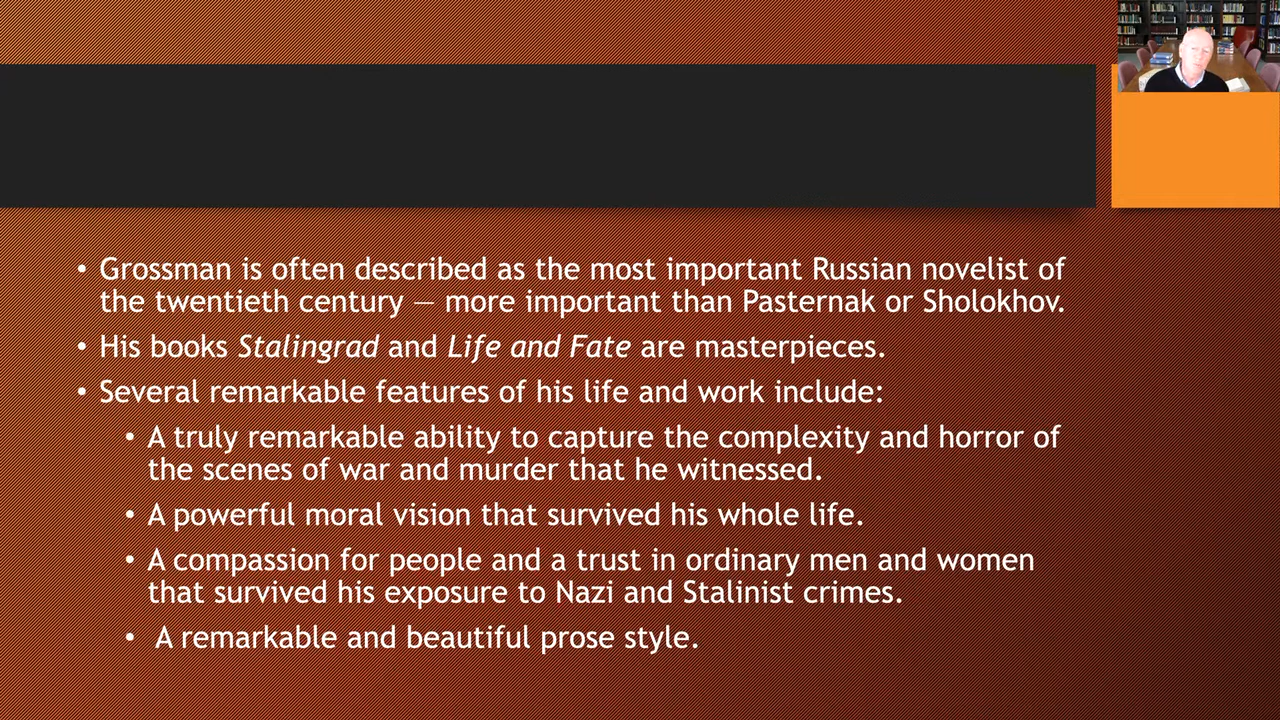 • Grossman is often described as the most important Russian novelist of
the twentieth century — more important than Pasternak or Sholokhov.
• His books Stalingrad and Life and Fate are masterpieces.
• Several remarkable features of his life and work include:
• A truly remarkable ability to capture the complexity and horror of
the scenes of war and murder that he witnessed.
• A powerful moral vision that survived his whole life.
• A compassion for people and a trust in ordinary men and women
that survived his exposure to Nazi and Stalinist crimes.
• A remarkable and beautiful prose style.